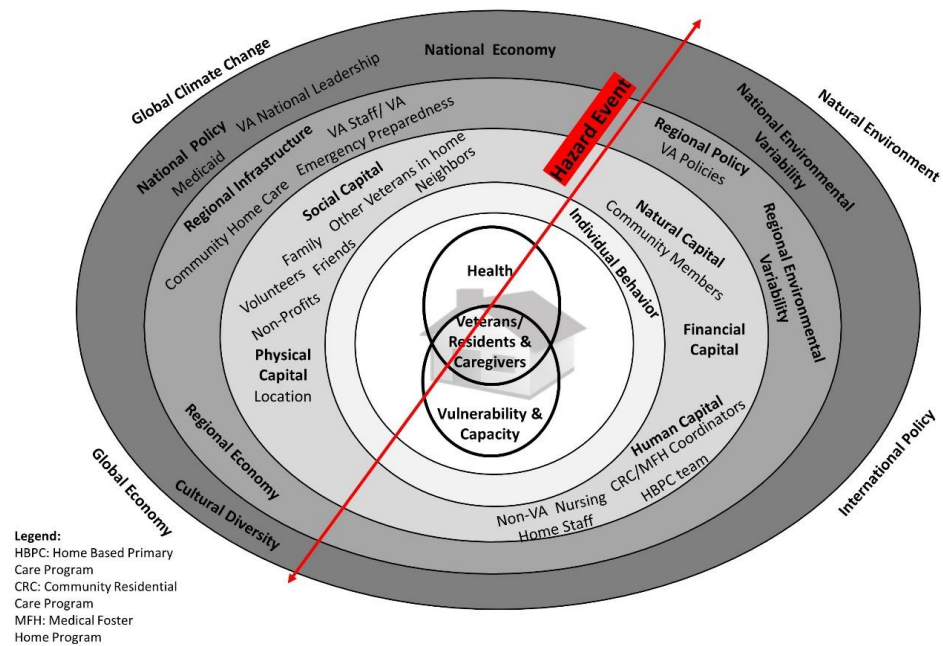 Global Climate Change
National Economy
Natural Environment
International Policy
Global Economy
National Policy
VA National Leadership
Medicaid
National Environmental
Variability
Cultural Diversity
Regional Infrastructure
VA Staff/ VA
Emergency Preparedness
Community Home Care
Regional Policy
VA Policies
Regional Environmental
Variability
Regional Economy
Hazard Event
Social Capital
Other Veterans in home
Neighbors
Family
Friends
Volunteers
Non-Profits
Physical
Capital
Location
Natural Capital
Community Members
Financial
Capital
Human Capital
CRC/MFH Coordinators
HBPC team
Non-VA Nursing
Home Staff
Individual Behavior
Health
Veterans/
Residents &
Caregivers
Vulnerability &
Capacity
Legend:
HBPC: Home Based Primary
Care Program
CRC: Community Residential
Care Program
MFH: Medical Foster
Home Program